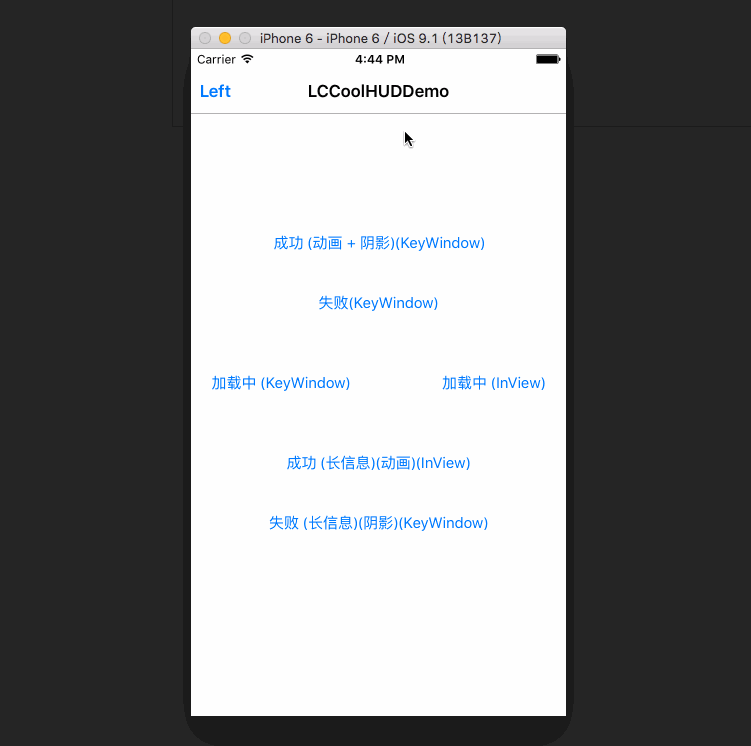 iPhone 6 - iPhone 6 / iOS 9.1 (13B137)
Carrier 4:44 PM
Left LCCoolHUDDemo
成功 (动画 + 阴影)(KeyWindow)
失败(KeyWindow)
加载中 (KeyWindow) 加载中 (InView)
成功 (长信息)(动画)(InView)
失败 (长信息)(阴影)(KeyWindow)